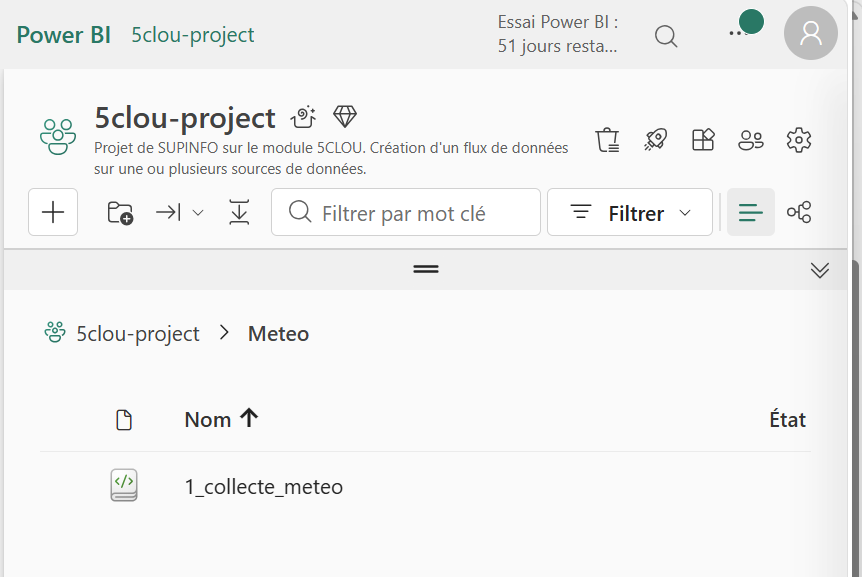 Power BI 5clou-project
Essai Power BI :
51 jours resta...
5clou-project
Projet de SUPINFO sur le module 5CLOU. Création d'un flux de données
sur une ou plusieurs sources de données.
Filtrer par mot clé
Filtrer
5clou-project > Meteo
Nom ↑ État
1_collecte_meteo